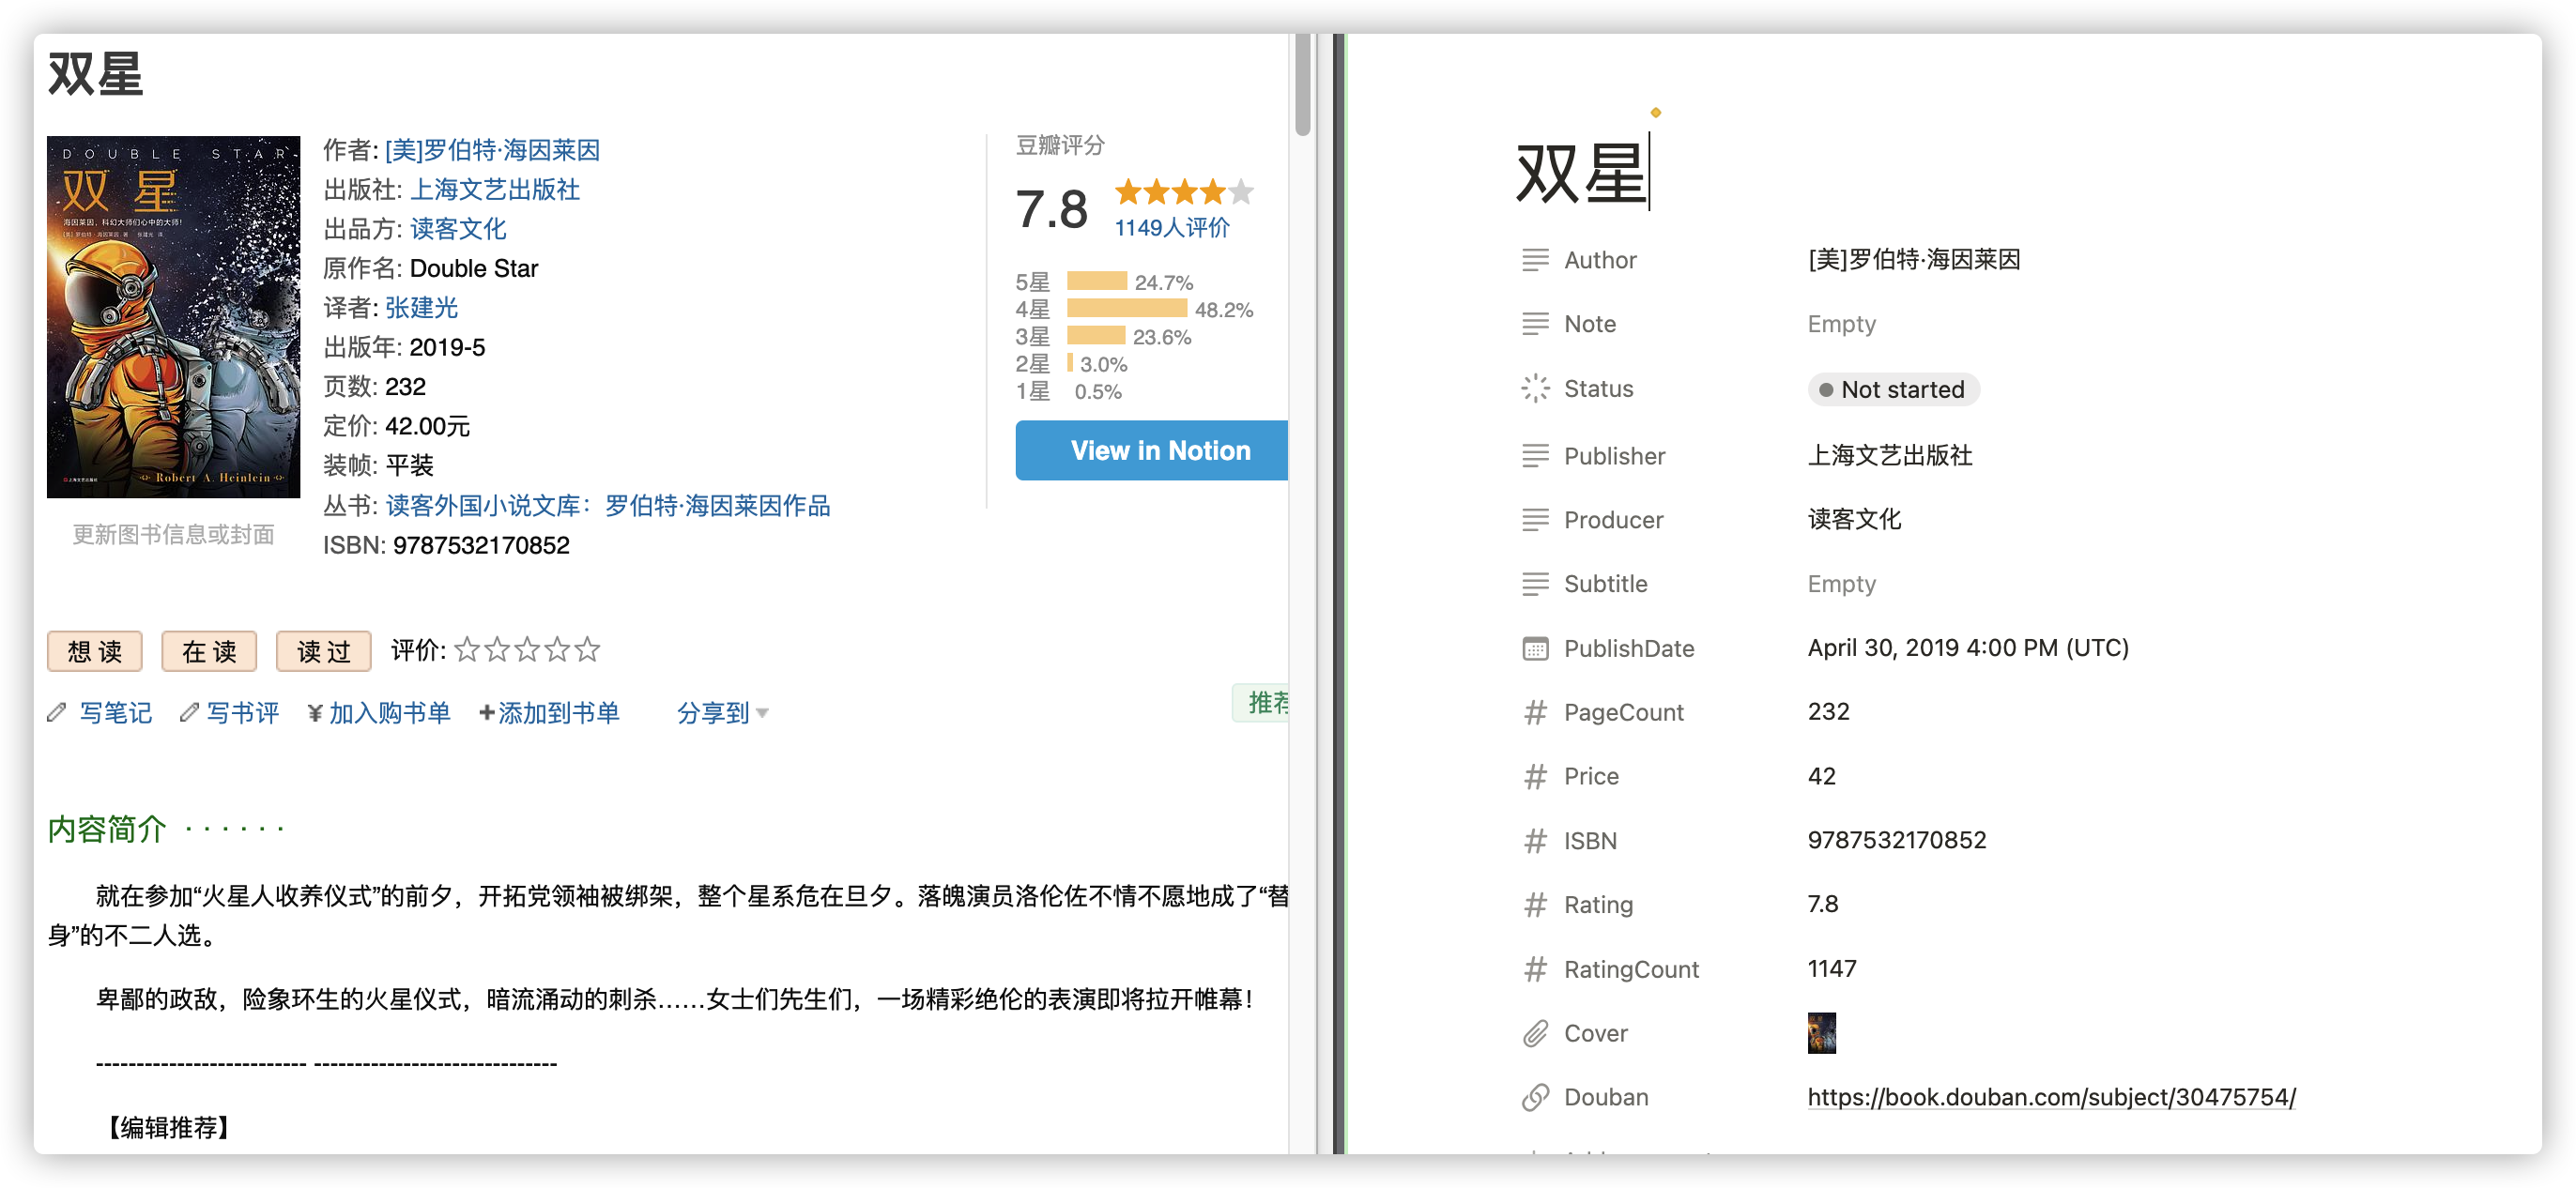 双星
DOUBLE STAR
双星
海因莱因，科幻大师们心中的大师！
Robert A. Heinlein
更新图书信息或封面
作者: [美]罗伯特·海因莱因
出版社: 上海文艺出版社
出品方: 读客文化
原作名: Double Star
译者: 张建光
出版年: 2019-5
页数: 232
定价: 42.00元
装帧: 平装
丛书: 读客外国小说文库：罗伯特·海因莱因作品
ISBN: 9787532170852
豆瓣评分
7.8
1149人评价
5星 24.7%
4星 48.2%
3星 23.6%
2星 3.0%
1星 0.5%
View in Notion
想读 在读 读过 评价:
写笔记 写书评 ¥加入购书单 +添加到书单 分享到
推荐
内容简介 · · · · · ·
就在参加“火星人收养仪式”的前夕，开拓党领袖被绑架，整个星系危在旦夕。落魄演员洛伦佐不情不愿地成了“替
身”的不二人选。
卑鄙的政敌，险象环生的火星仪式，暗流涌动的刺杀……女士们先生们，一场精彩绝伦的表演即将拉开帷幕！
-------------------------- ------------------------------
【编辑推荐】
双星
Author [美]罗伯特·海因莱因
Note Empty
Status Not started
Publisher 上海文艺出版社
Producer 读客文化
Subtitle Empty
PublishDate April 30, 2019 4:00 PM (UTC)
PageCount 232
Price 42
ISBN 9787532170852
Rating 7.8
RatingCount 1147
Cover
Douban https://book.douban.com/subject/30475754/